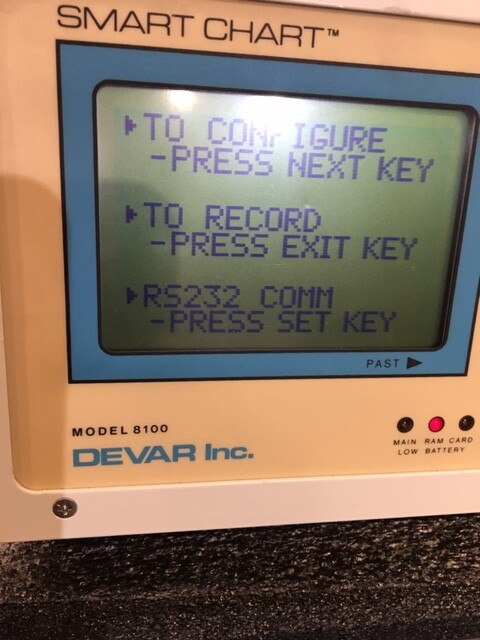 SMART CHART™
▶TO CONFIGURE
-PRESS NEXT KEY
▶TO RECORD
-PRESS EXIT KEY
▶RS232 COMM
-PRESS SET KEY
PAST ▶
MODEL 8100
DEVAR Inc.
MAIN RAM CARD
LOW BATTERY